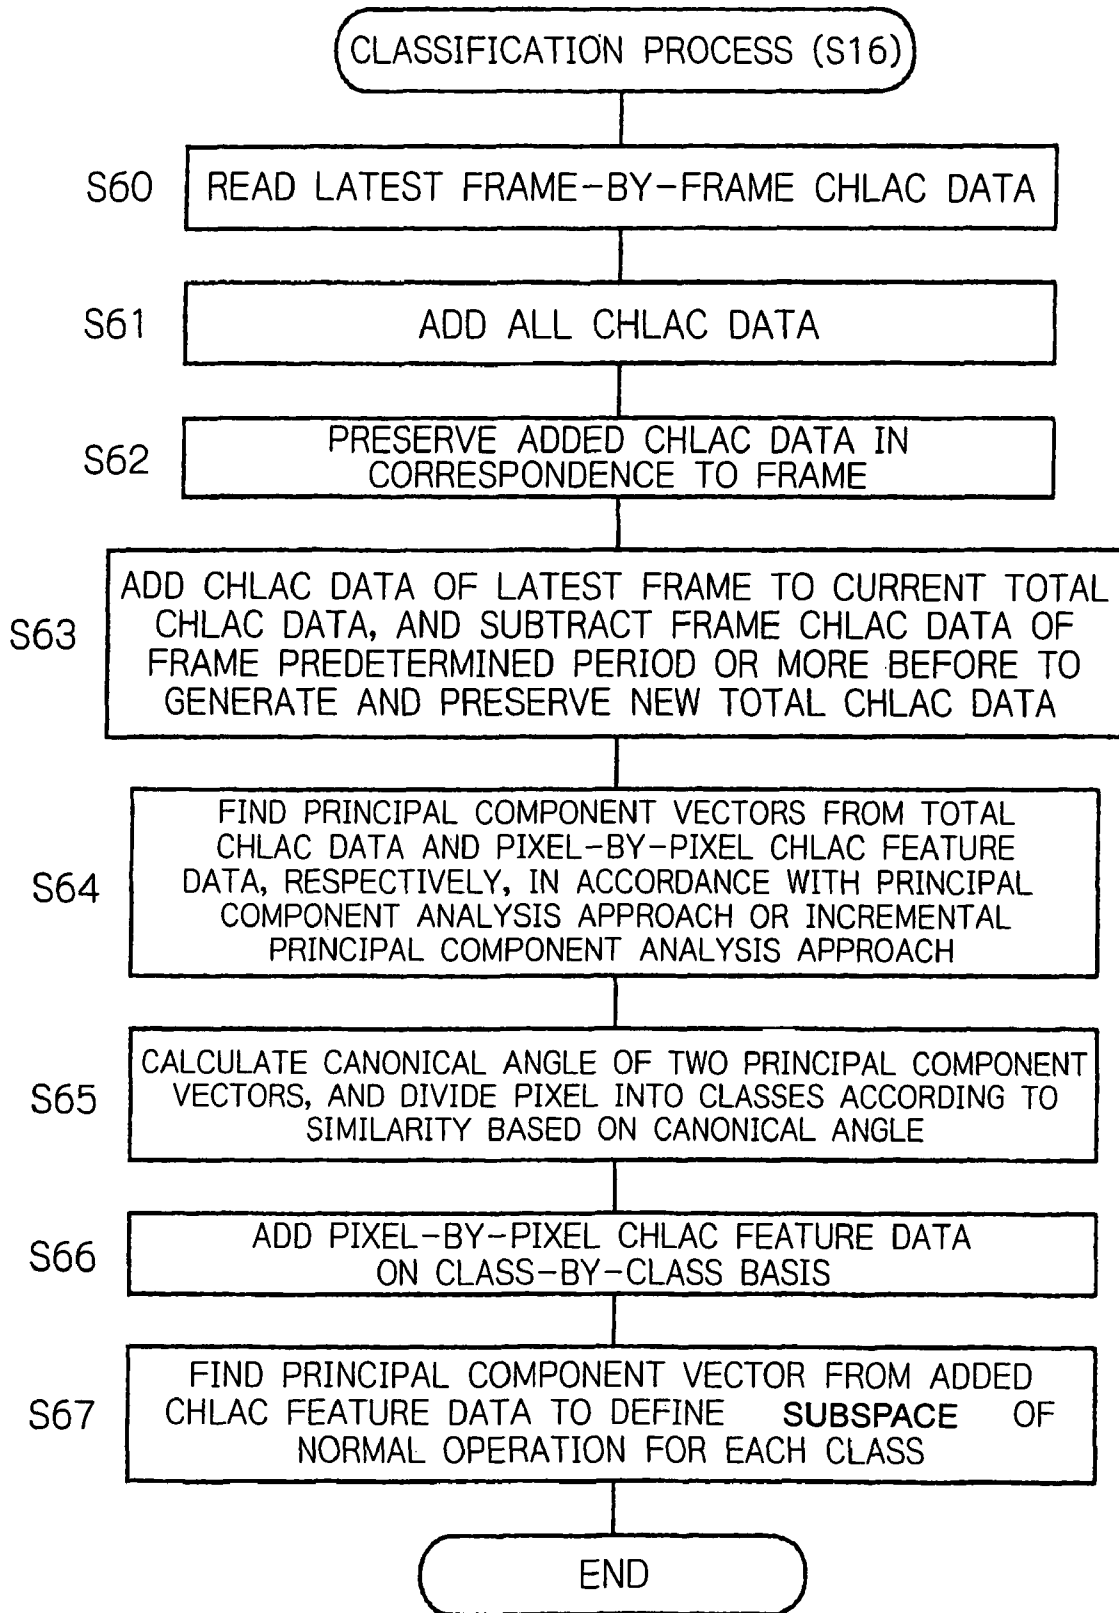 CLASSIFICATION PROCESS (S16)
S60
READ LATEST FRAME-BY-FRAME CHLAC DATA
S61
ADD ALL CHLAC DATA
S62
PRESERVE ADDED CHLAC DATA IN
CORRESPONDENCE TO FRAME
S63
ADD CHLAC DATA OF LATEST FRAME TO CURRENT TOTAL
CHLAC DATA, AND SUBTRACT FRAME CHLAC DATA OF
FRAME PREDETERMINED PERIOD OR MORE BEFORE TO
GENERATE AND PRESERVE NEW TOTAL CHLAC DATA
S64
FIND PRINCIPAL COMPONENT VECTORS FROM TOTAL
CHLAC DATA AND PIXEL-BY-PIXEL CHLAC FEATURE
DATA, RESPECTIVELY, IN ACCORDANCE WITH PRINCIPAL
COMPONENT ANALYSIS APPROACH OR INCREMENTAL
PRINCIPAL COMPONENT ANALYSIS APPROACH
S65
CALCULATE CANONICAL ANGLE OF TWO PRINCIPAL COMPONENT
VECTORS, AND DIVIDE PIXEL INTO CLASSES ACCORDING TO
SIMILARITY BASED ON CANONICAL ANGLE
S66
ADD PIXEL-BY-PIXEL CHLAC FEATURE DATA
ON CLASS-BY-CLASS BASIS
S67
FIND PRINCIPAL COMPONENT VECTOR FROM ADDED
CHLAC FEATURE DATA TO DEFINE SUBSPACE OF
NORMAL OPERATION FOR EACH CLASS
END